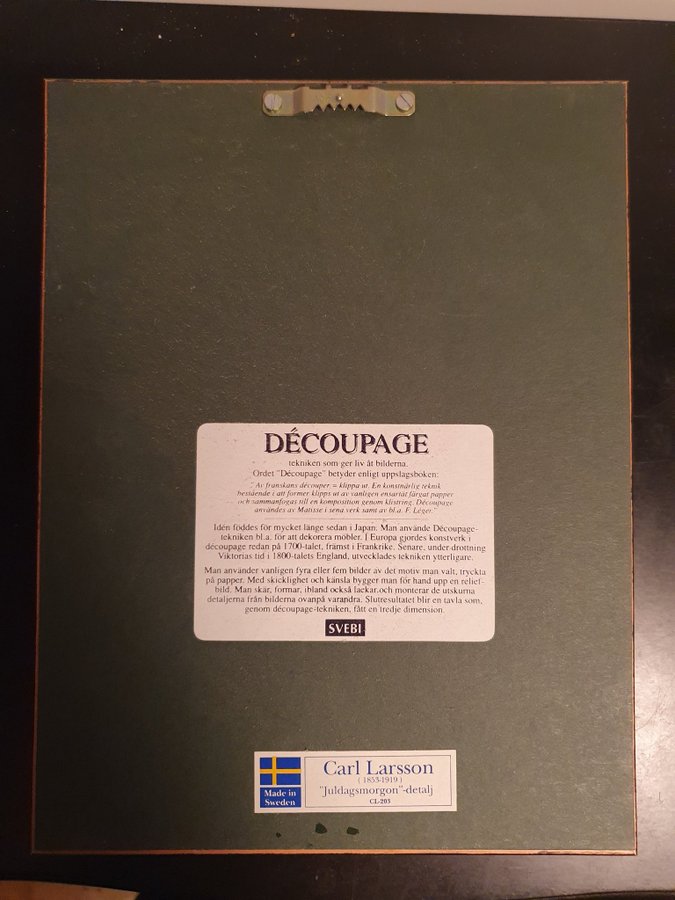 DÉCOUPAGE
tekniken som ger liv åt bilderna.
Ordet "Découpage" betyder enligt uppslagsboken:
"Av franskans découper = klippa ut. En konstnärlig teknik
bestående i att former klipps ut av vanligen ensartat färgat papper
och sammanfogas till en komposition genom klistring. Découpage
användes av Matisse i sena verk samt av bl.a. F. Léger."
Idén föddes för mycket länge sedan i Japan. Man använde Découpage-
tekniken bl.a. för att dekorera möbler. I Europa gjordes konstverk i
découpage redan på 1700-talet, främst i Frankrike. Senare, under drottning
Viktorias tid i 1800-talets England, utvecklades tekniken ytterligare.
Man använder vanligen fyra eller fem bilder av det motiv man valt, tryckta
på papper. Med skicklighet och känsla bygger man för hand upp en relief-
bild. Man skär, formar, ibland också lackar,och monterar de utskurna
detaljerna från bilderna ovanpå varandra. Slutresultatet blir en tavla som,
genom découpage-tekniken, fått en tredje dimension.
SVEBI
Made in
Sweden
Carl Larsson
(1853-1919)
"Juldagsmorgon"-detalj
CL-203